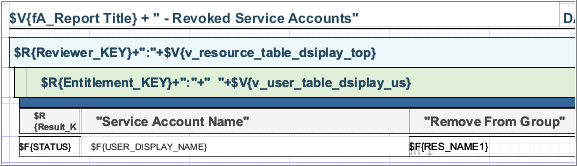 $V{fA_Report Title} + " - Revoked Service Accounts"
$R{Reviewer_KEY}+":"+$V{v_resource_table_dsiplay_top}
$R{Entitlement_KEY}+":"+"  "+$V{v_user_table_dsiplay_us}
$R
{Result_K
"Service Account Name"
"Remove From Group"
$F{STATUS}
$F{USER_DISPLAY_NAME}
$F{RES_NAME1}